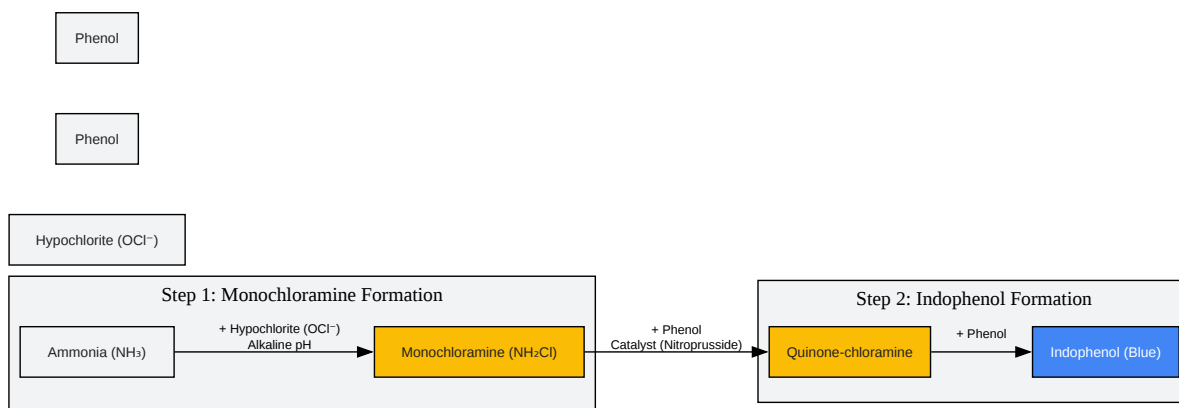 Phenol
Phenol
Hypochlorite (OCl⁻)
Step 1: Monochloramine Formation
Ammonia (NH₃)
+ Hypochlorite (OCl⁻)
Alkaline pH
Monochloramine (NH₂Cl)
+ Phenol
Catalyst (Nitroprusside)
Step 2: Indophenol Formation
Quinone-chloramine
+ Phenol
Indophenol (Blue)